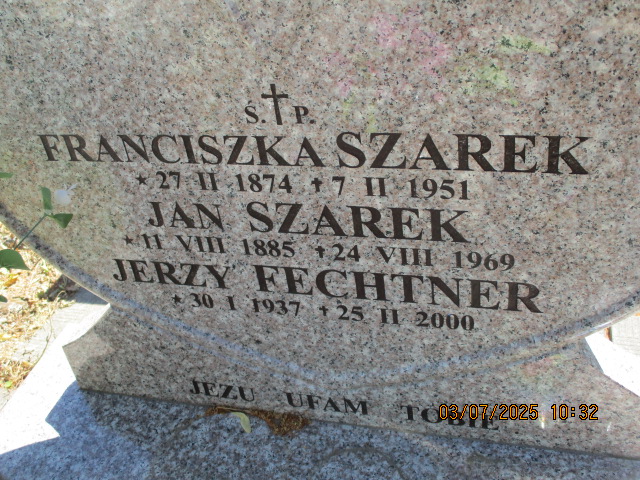 Ś. † P.
FRANCISZKA SZAREK
* 27 II 1874 † 7 II 1951
JAN SZAREK
* 11 VIII 1885 † 24 VIII 1969
JERZY FECHTNER
* 30 I 1937 † 25 II 2000
JEZU UFAM TOBIE
03/07/2025 10:32